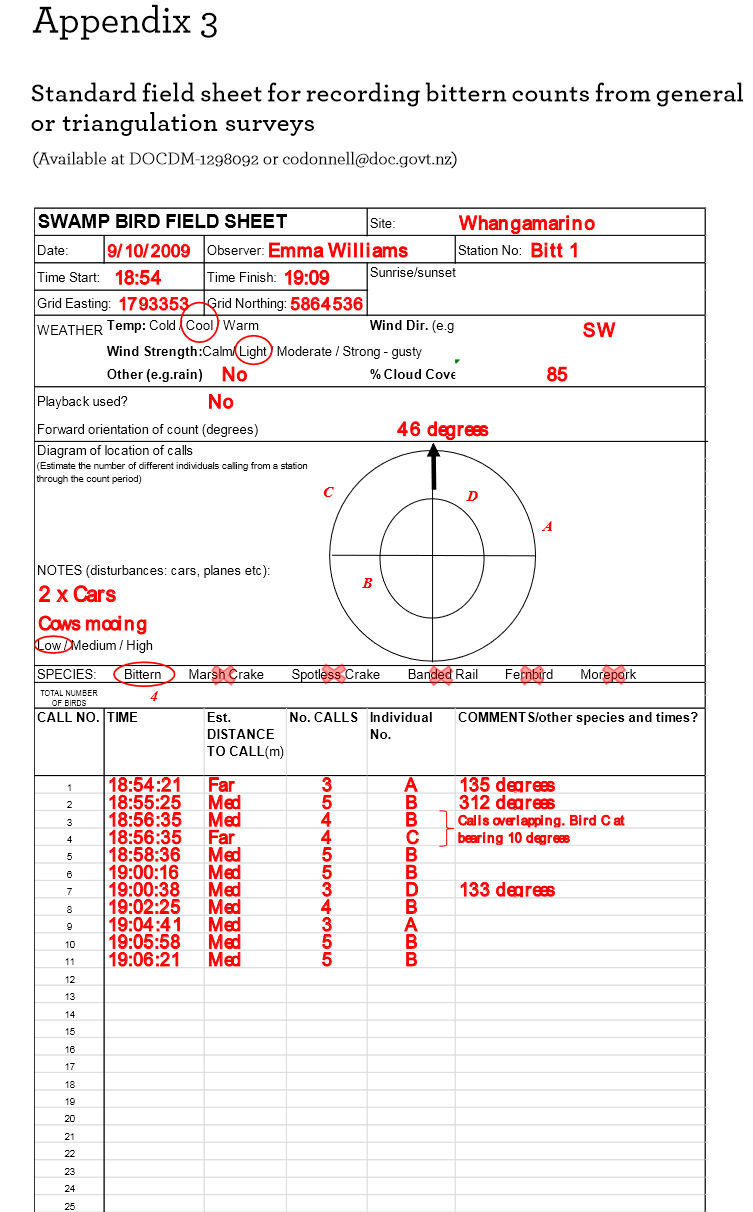 Appendix 3
Standard field sheet for recording bittern counts from general
or triangulation surveys
(Available at DOCDM-1298092 or codonnell@doc.govt.nz)
SWAMP BIRD FIELD SHEET Site: Whangamarino
Date: 9/10/2009 Observer: Emma Williams Station No: Bitt 1
Time Start: 18:54 Time Finish: 19:09 Sunrise/sunset
Grid Easting: 1793353 Grid Northing: 5864536
WEATHER Temp: Cold / Cool / Warm Wind Dir. (e.g SW
Wind Strength:Calm/ Light / Moderate / Strong - gusty
Other (e.g.rain) No % Cloud Cove 85
Playback used? No
Forward orientation of count (degrees) 46 degrees
Diagram of location of calls
(Estimate the number of different individuals calling from a station
through the count period)
C
D
A
B
NOTES (disturbances: cars, planes etc):
2 x Cars
Cows mooing
Low / Medium / High
SPECIES: Bittern Marsh Crake Spotless Crake Banded Rail Fernbird Morepork
TOTAL NUMBER
OF BIRDS 4
CALL NO. TIME Est. DISTANCE TO CALL(m) No. CALLS Individual No. COMMENTS/other species and times?
1 18:54:21 Far 3 A 135 degrees
2 18:55:25 Med 5 B 312 degrees
3 18:56:35 Med 4 B Calls overlapping. Bird C at
4 18:56:35 Far 4 C bearing 10 degrees
5 18:58:36 Med 5 B
6 19:00:16 Med 5 B
7 19:00:38 Med 3 D 133 degrees
8 19:02:25 Med 4 B
9 19:04:41 Med 3 A
10 19:05:58 Med 5 B
11 19:06:21 Med 5 B
12
13
14
15
16
17
18
19
20
21
22
23
24
25